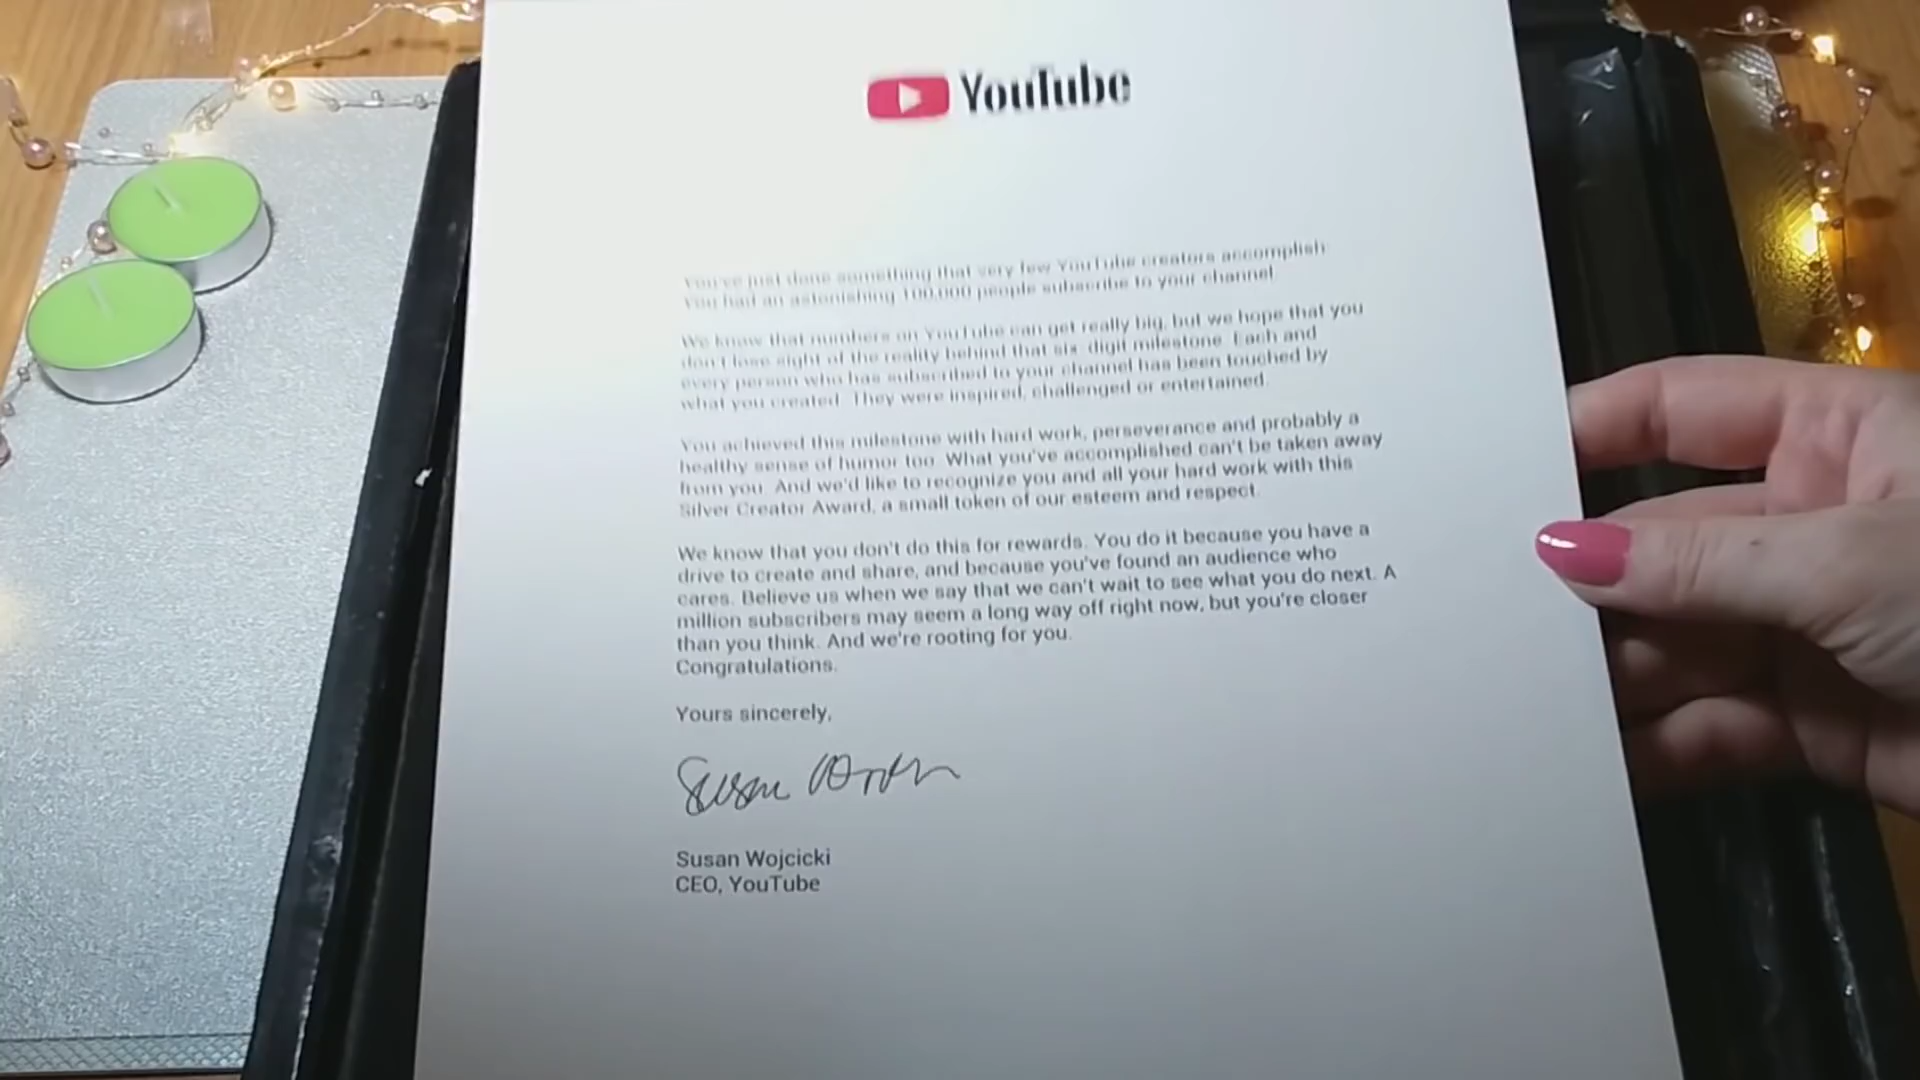 YouTube
You've just done something that very few YouTube creators accomplish
You had an astonishing 100,000 people subscribe to your channel.
We know that numbers on YouTube can get really big, but we hope that you
don't lose sight of the reality behind that six-digit milestone. Each and
every person who has subscribed to your channel has been touched by
what you created. They were inspired, challenged or entertained.
You achieved this milestone with hard work, perseverance and probably a
healthy sense of humor too. What you've accomplished can't be taken away
from you. And we'd like to recognize you and all your hard work with this
Silver Creator Award, a small token of our esteem and respect.
We know that you don't do this for rewards. You do it because you have a
drive to create and share, and because you've found an audience who
cares. Believe us when we say that we can't wait to see what you do next. A
million subscribers may seem a long way off right now, but you're closer
than you think. And we're rooting for you.
Congratulations.
Yours sincerely,
Susan Wojcicki
CEO, YouTube